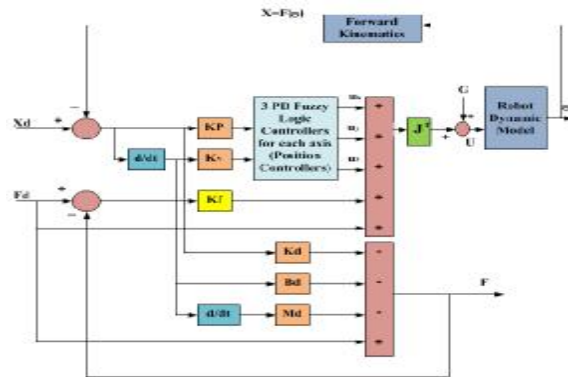 X=F(θ)
Forward
Kinematics
Xd
KP
d/dt
Kv
3 PD Fuzzy
Logic
Controllers
for each axis
(Position
Controllers)
G
J
U
Robot
Dynamic
Model
Fd
Kf
Kd
Bd
d/dt
Md
F